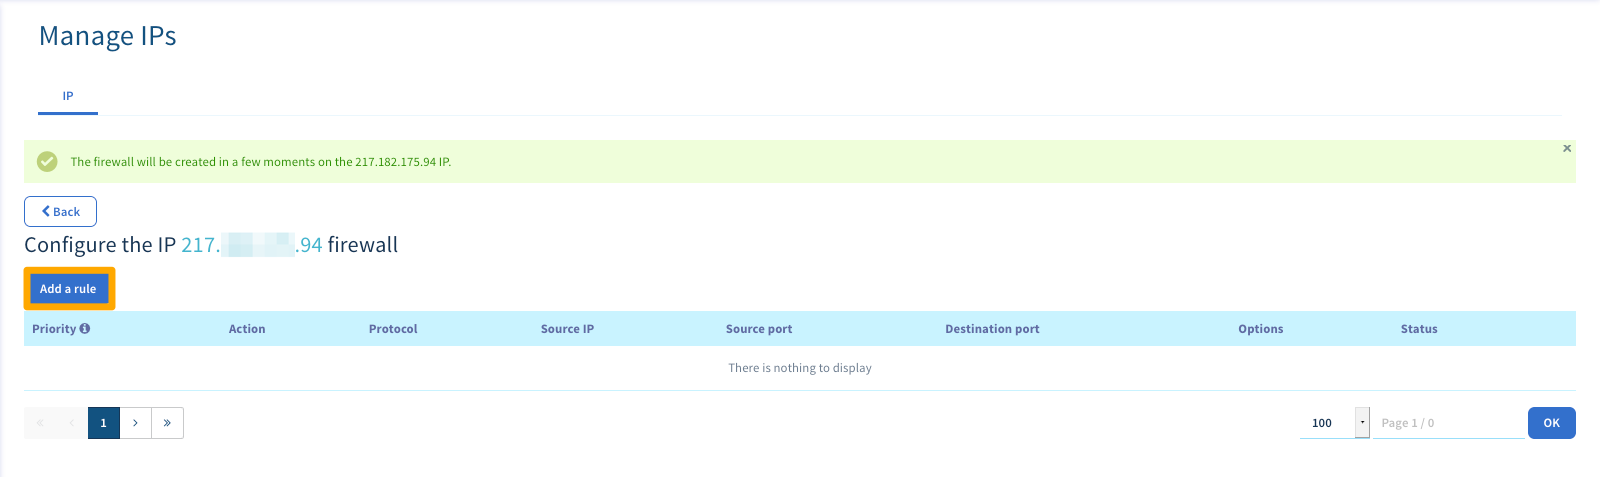 Manage IPs
IP
The firewall will be created in a few moments on the 217.182.175.94 IP.
×
Back
Configure the IP 217. .94 firewall
Add a rule
Priority Action Protocol Source IP Source port Destination port Options Status
There is nothing to display
« ‹ 1 › » 100 Page 1 / 0 OK